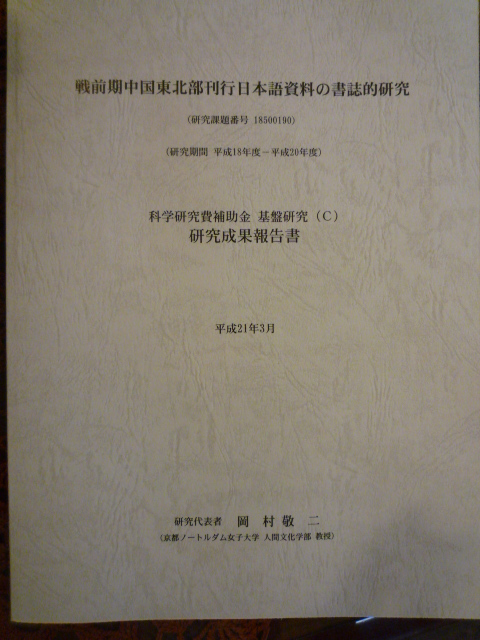 戦前期中国東北部刊行日本語資料の書誌的研究
(研究課題番号 18500190)
(研究期間 平成18年度－平成20年度)
科学研究費補助金 基盤研究(C)
研究成果報告書
平成21年3月
研究代表者 岡村敬二
(京都ノートルダム女子大学 人間文化学部 教授)